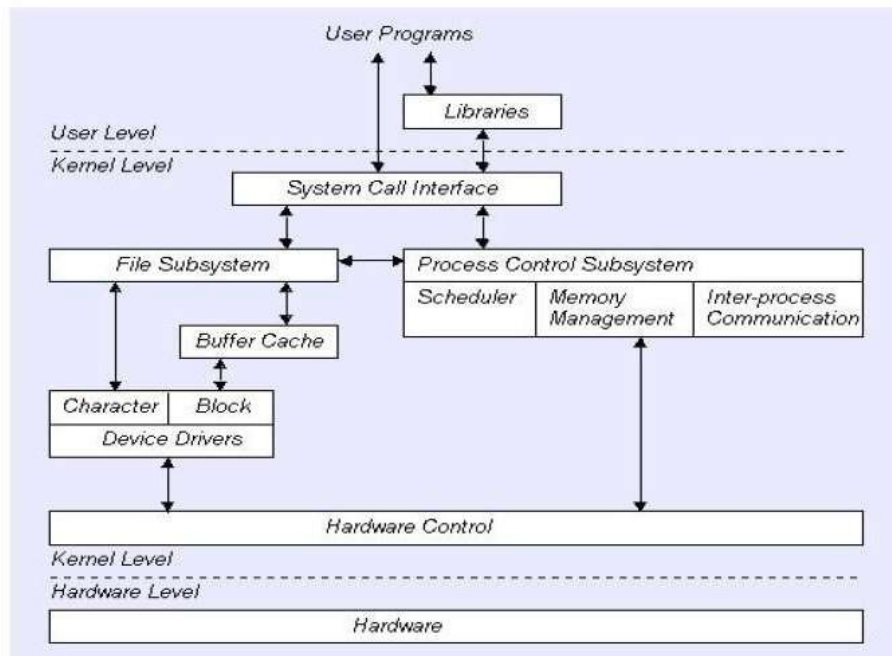 User Programs
Libraries
User Level
Kernel Level
System Call Interface
File Subsystem
Process Control Subsystem
Scheduler
Memory
Management
Inter-process
Communication
Buffer Cache
Character
Block
Device Drivers
Hardware Control
Kernel Level
Hardware Level
Hardware